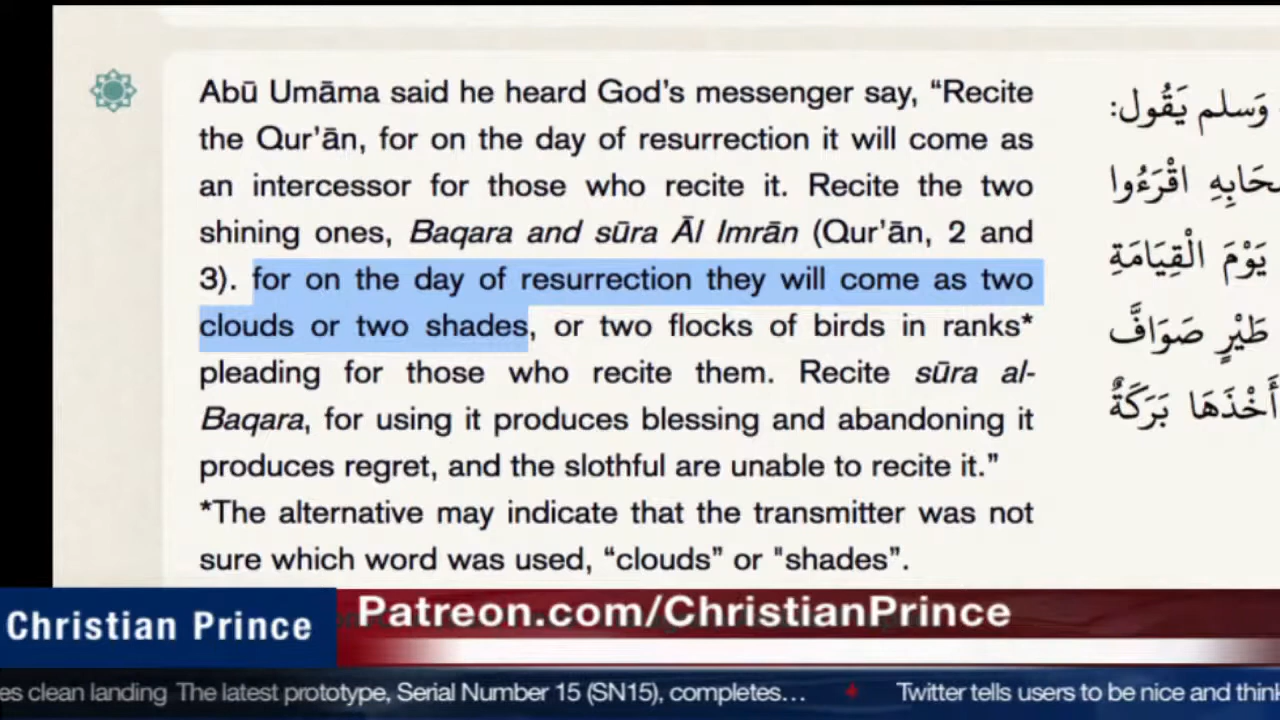 Abū Umāma said he heard God's messenger say, “Recite
the Qur'ān, for on the day of resurrection it will come as
an intercessor for those who recite it. Recite the two
shining ones, Baqara and sūra Āl Imrān (Qur'ān, 2 and
3). for on the day of resurrection they will come as two
clouds or two shades, or two flocks of birds in ranks*
pleading for those who recite them. Recite sūra al-
Baqara, for using it produces blessing and abandoning it
produces regret, and the slothful are unable to recite it.”
*The alternative may indicate that the transmitter was not
sure which word was used, “clouds” or "shades".
وَسلم يَقُول:
اقْرَءُوا
يَوْمَ الْقِيَامَةِ
طَيْرٍ صَوَافَّ
أَخْذَهَا بَرَكَةٌ
Christian Prince
Patreon.com/ChristianPrince
es clean landing The latest prototype, Serial Number 15 (SN15), completes... Twitter tells users to be nice and think